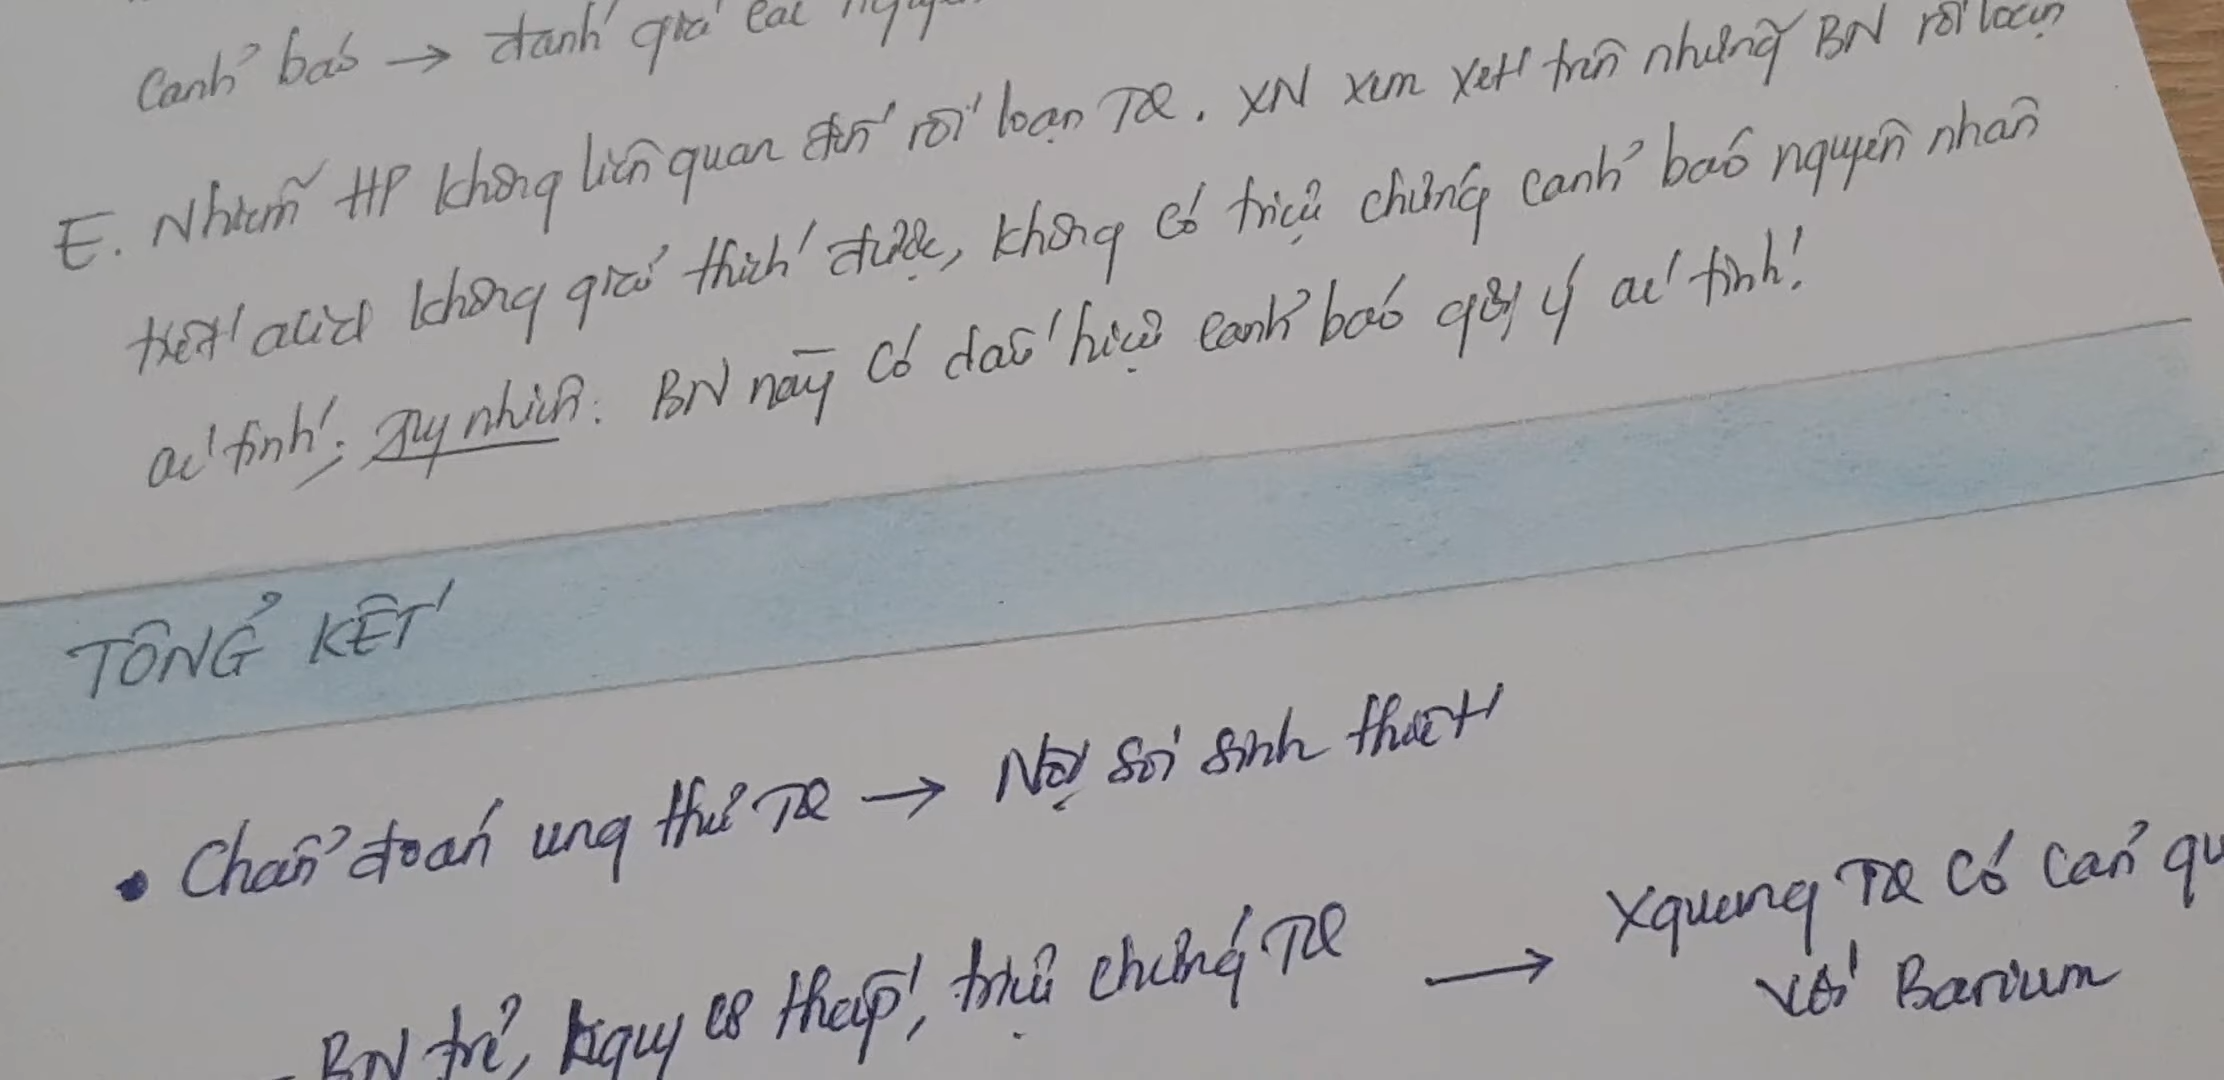 Cảnh báo → đánh giá các
E. Nhiễm HP không liên quan đến rối loạn TQ. XN xem xét trên những BN rối loạn
tiết acid không giải thích được, không có triệu chứng cảnh báo nguyên nhân
ác tính; Tuy nhiên: BN này có dấu hiệu cảnh báo gợi ý ác tính!
TỔNG KẾT
• Chẩn đoán ung thư TQ → Nội soi sinh thiết
- BN trẻ, nguy cơ thấp, triệu chứng TQ → Xquang TQ có cản qu
với Barium